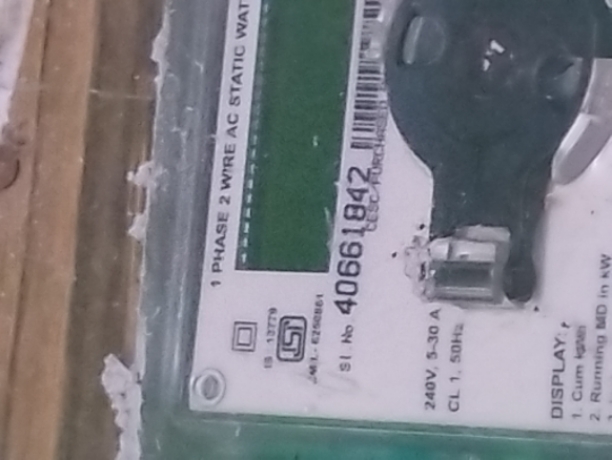 1 PHASE 2 WIRE AC STATIC WAT
IS 13779
Sl. No 40661842
CESC PURCHASED
240V, 5-30 A
CL 1, 50Hz
DISPLAY:
1. Cum
2. Running MD in kW